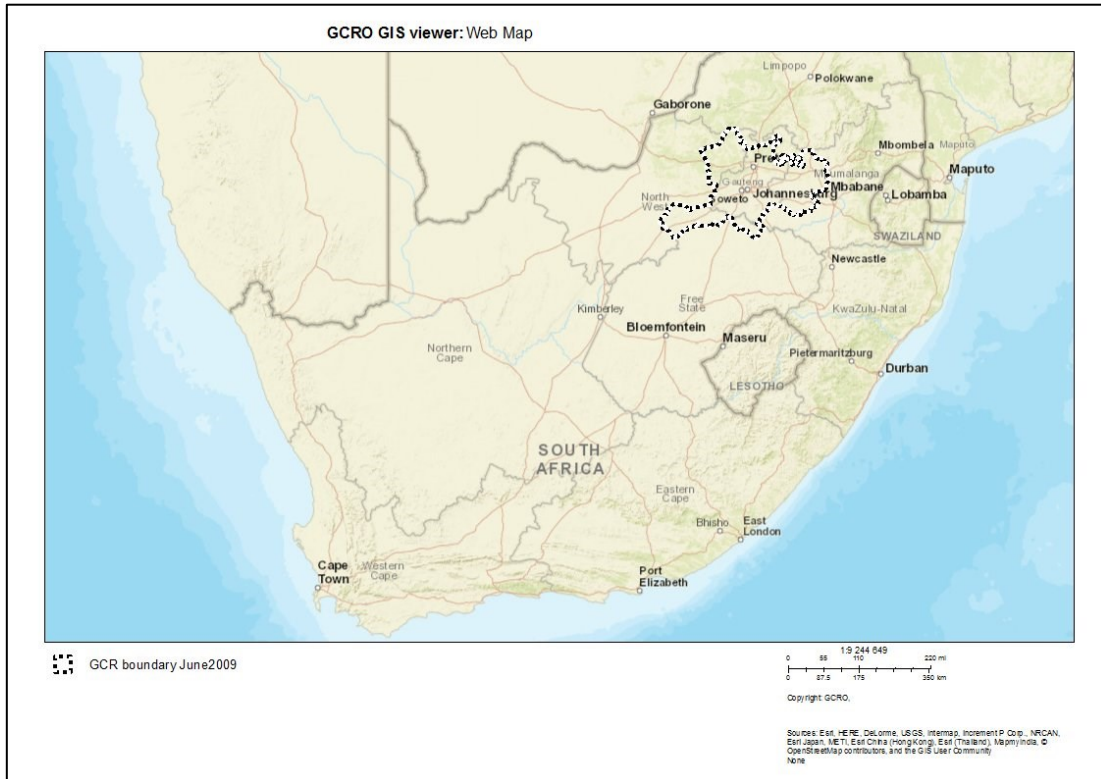 GCRO GIS viewer: Web Map
Limpopo
Polokwane
Gaborone
Mbombela
Maputo
Maputo
Mbabane
Lobamba
Gauteng
Johannesburg
North
West
SWAZILAND
Newcastle
Free
State
KwaZulu-Natal
Kimberley
Bloemfontein
Maseru
Northern
Cape
Pietermaritzburg
Durban
LESOTHO
SOUTH
AFRICA
Eastern
Cape
Bhisho
East
London
Cape
Town
Western
Cape
Port
Elizabeth
GCR boundary June2009
1:9 244 649
0 55 110 220 mi
0 87.5 175 350 km
Copyright: GCRO,
Sources: Esri, HERE, DeLorme, USGS, Intermap, increment P Corp., NRCAN,
Esri Japan, METI, Esri China (Hong Kong), Esri (Thailand), MapmyIndia, ©
OpenStreetMap contributors, and the GIS User Community
None